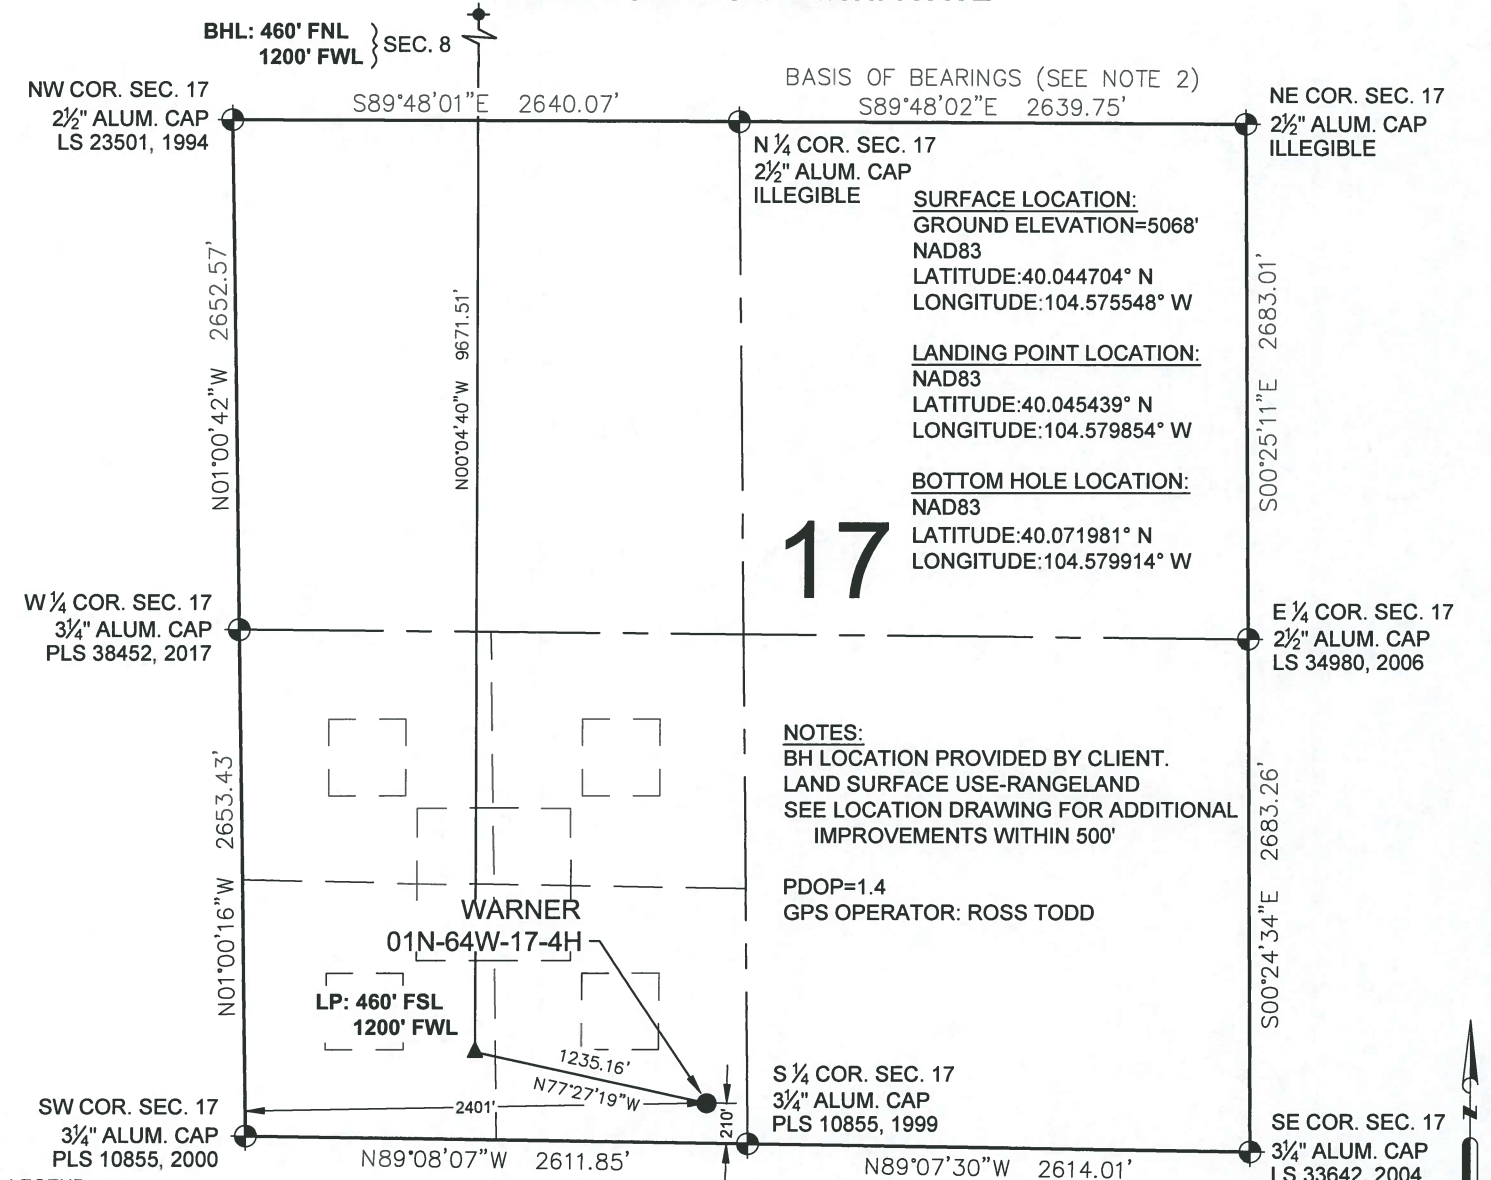 BHL: 460' FNL
1200' FWL
SEC. 8
BASIS OF BEARINGS (SEE NOTE 2)
NW COR. SEC. 17
2½" ALUM. CAP
LS 23501, 1994
S89°48'01"E 2640.07'
S89°48'02"E 2639.75'
NE COR. SEC. 17
2½" ALUM. CAP
ILLEGIBLE
N ¼ COR. SEC. 17
2½" ALUM. CAP
ILLEGIBLE
SURFACE LOCATION:
GROUND ELEVATION=5068'
NAD83
LATITUDE:40.044704° N
LONGITUDE:104.575548° W
LANDING POINT LOCATION:
NAD83
LATITUDE:40.045439° N
LONGITUDE:104.579854° W
BOTTOM HOLE LOCATION:
NAD83
LATITUDE:40.071981° N
LONGITUDE:104.579914° W
N01°00'42"W 2652.57'
N00°04'40"W 9671.51'
S00°25'11"E 2683.01'
17
W ¼ COR. SEC. 17
3¼" ALUM. CAP
PLS 38452, 2017
E ¼ COR. SEC. 17
2½" ALUM. CAP
LS 34980, 2006
NOTES:
BH LOCATION PROVIDED BY CLIENT.
LAND SURFACE USE-RANGELAND
SEE LOCATION DRAWING FOR ADDITIONAL
IMPROVEMENTS WITHIN 500'
PDOP=1.4
GPS OPERATOR: ROSS TODD
N01°00'16"W 2653.43'
S00°24'34"E 2683.26'
WARNER
01N-64W-17-4H
LP: 460' FSL
1200' FWL
1235.16'
N77°27'19"W
2401'
210'
SW COR. SEC. 17
3¼" ALUM. CAP
PLS 10855, 2000
S ¼ COR. SEC. 17
3¼" ALUM. CAP
PLS 10855, 1999
SE COR. SEC. 17
3¼" ALUM. CAP
LS 33642, 2004
N89°08'07"W 2611.85'
N89°07'30"W 2614.01'
N